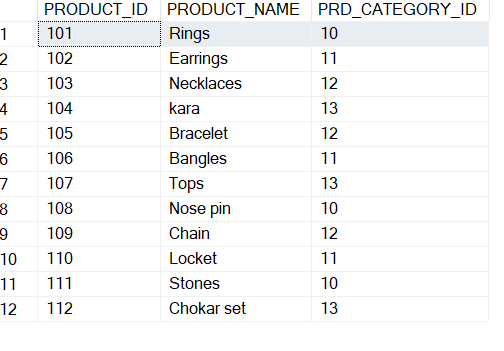 PRODUCT_ID PRODUCT_NAME PRD_CATEGORY_ID
1 101 Rings 10
2 102 Earrings 11
3 103 Necklaces 12
4 104 kara 13
5 105 Bracelet 12
6 106 Bangles 11
7 107 Tops 13
8 108 Nose pin 10
9 109 Chain 12
10 110 Locket 11
11 111 Stones 10
12 112 Chokar set 13